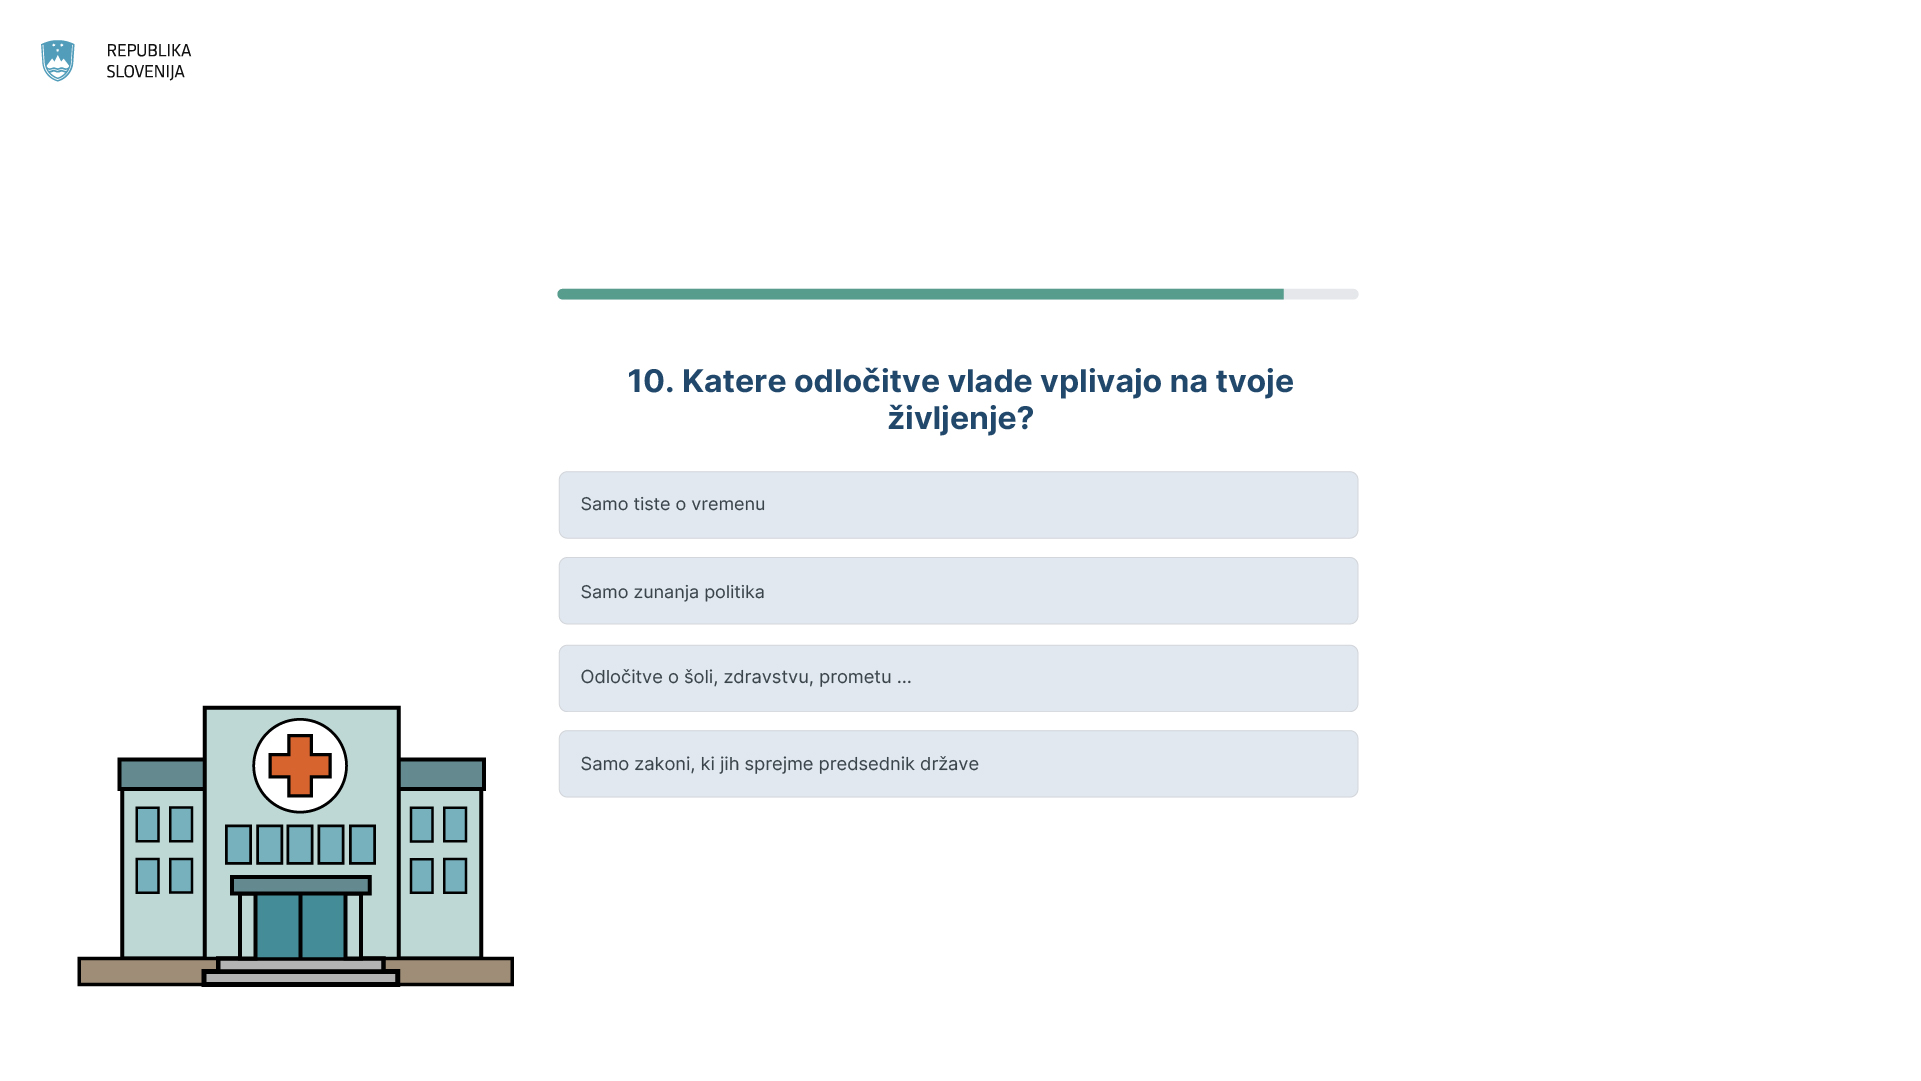 REPUBLIKA
SLOVENIJA
10. Katere odločitve vlade vplivajo na tvoje
življenje?
Samo tiste o vremenu
Samo zunanja politika
Odločitve o šoli, zdravstvu, prometu ...
Samo zakoni, ki jih sprejme predsednik države